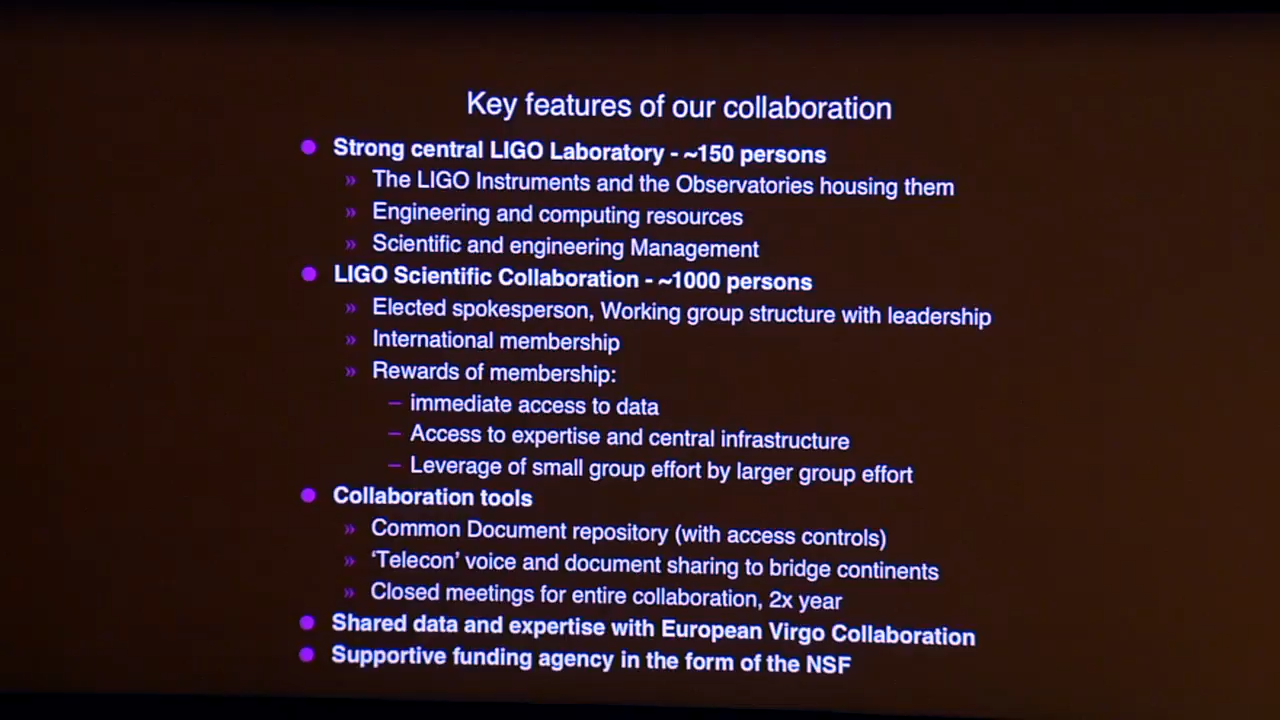 Key features of our collaboration
● Strong central LIGO Laboratory - ~150 persons
» The LIGO Instruments and the Observatories housing them
» Engineering and computing resources
» Scientific and engineering Management
● LIGO Scientific Collaboration - ~1000 persons
» Elected spokesperson, Working group structure with leadership
» International membership
» Rewards of membership:
– immediate access to data
– Access to expertise and central infrastructure
– Leverage of small group effort by larger group effort
● Collaboration tools
» Common Document repository (with access controls)
» ‘Telecon’ voice and document sharing to bridge continents
» Closed meetings for entire collaboration, 2x year
● Shared data and expertise with European Virgo Collaboration
● Supportive funding agency in the form of the NSF